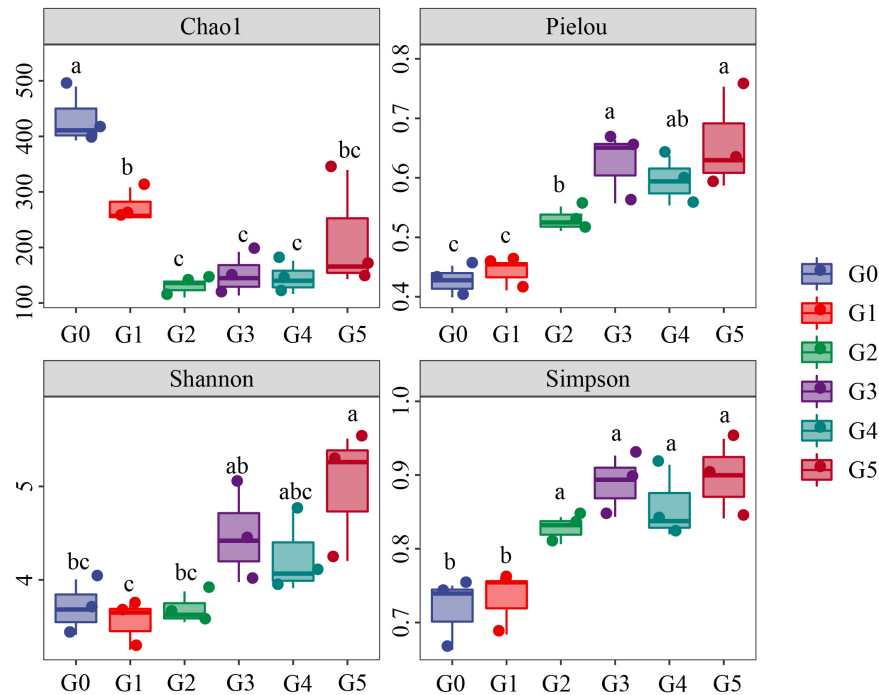 Chao1
Pielou
500
400
300
200
100
a
b
c
c
c
bc
G0 G1 G2 G3 G4 G5
0.8
0.7
0.6
0.5
0.4
c
c
b
a
ab
a
G0 G1 G2 G3 G4 G5
Shannon
Simpson
5
4
bc
c
bc
ab
abc
a
G0 G1 G2 G3 G4 G5
1.0
0.9
0.8
0.7
b
b
a
a
a
a
G0 G1 G2 G3 G4 G5
G0
G1
G2
G3
G4
G5